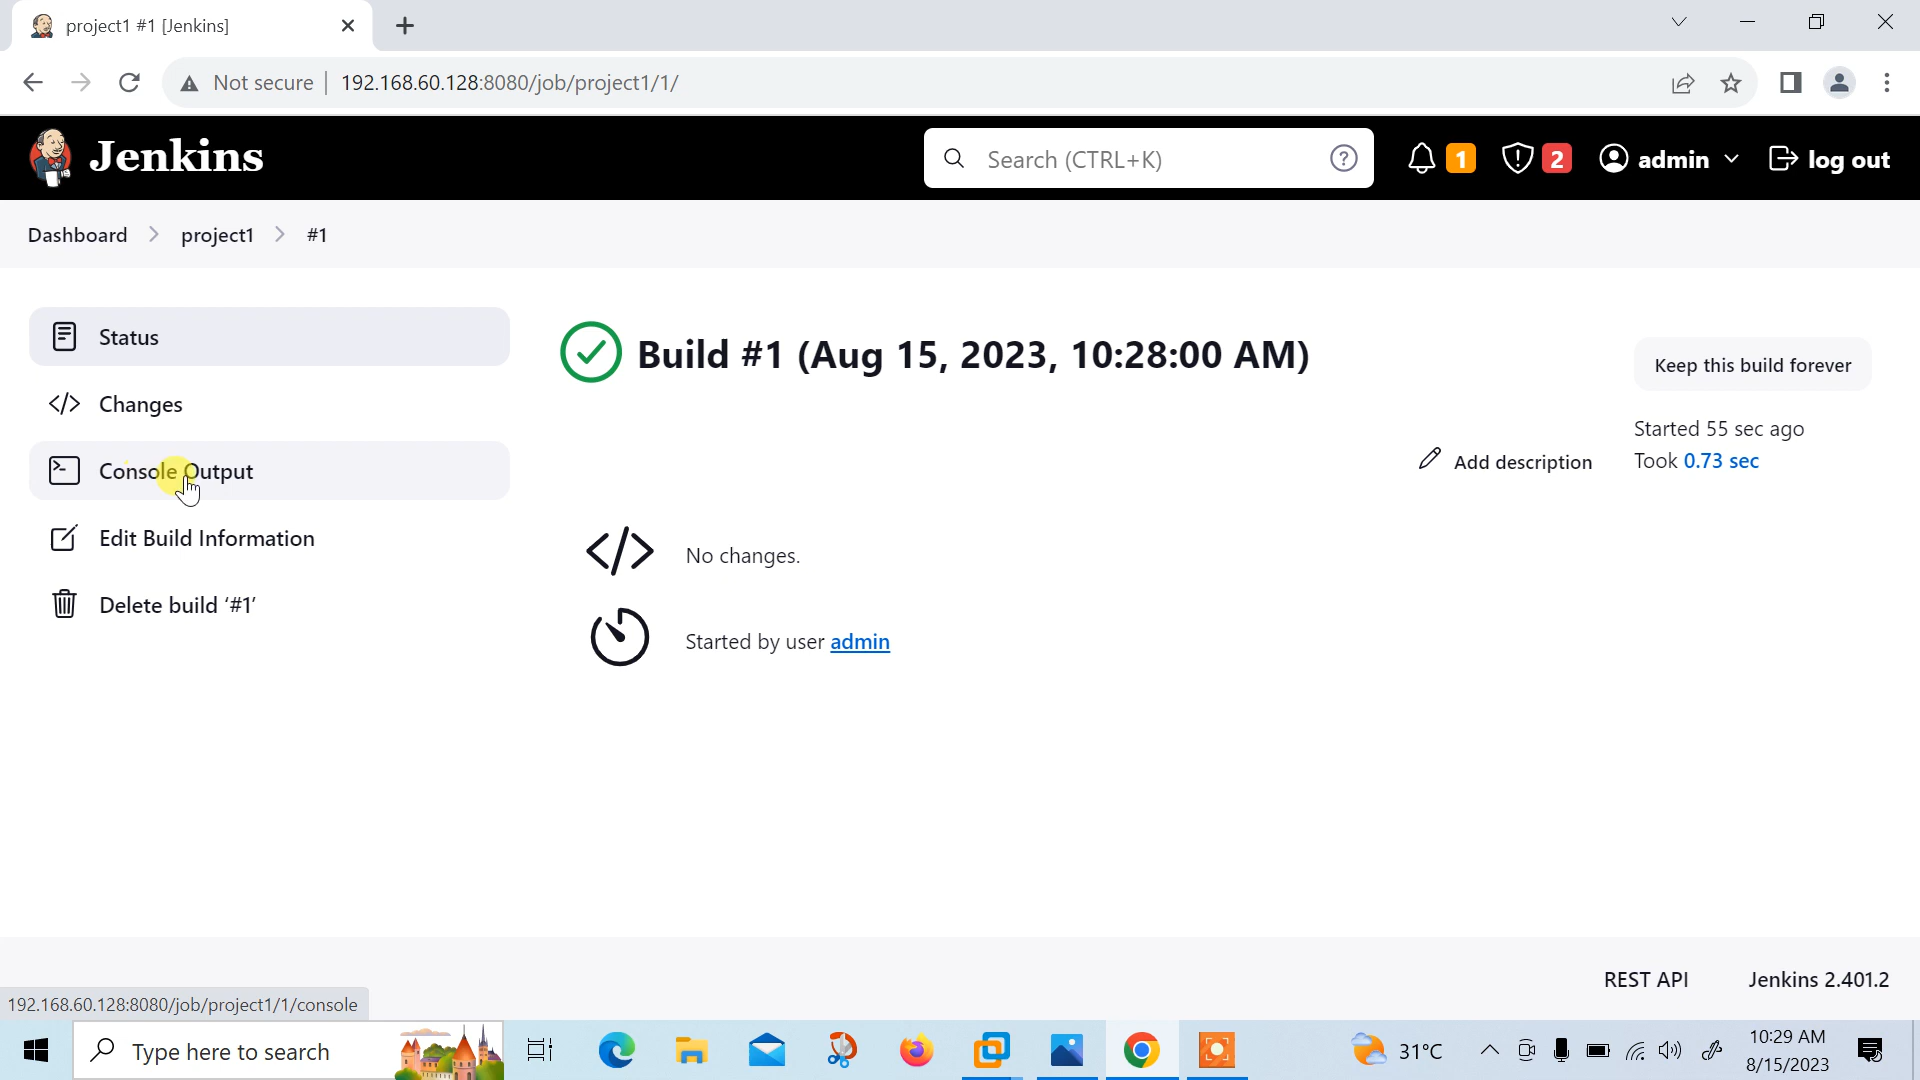 project1 #1 [Jenkins]
Not secure 192.168.60.128:8080/job/project1/1/
Jenkins
Search (CTRL+K)
1
2
admin
log out
Dashboard
project1
#1
Status
Changes
Console Output
Edit Build Information
Delete build ‘#1’
Build #1 (Aug 15, 2023, 10:28:00 AM)
Keep this build forever
Started 55 sec ago
Took 0.73 sec
Add description
No changes.
Started by user admin
REST API
Jenkins 2.401.2
192.168.60.128:8080/job/project1/1/console
Type here to search
31°C
10:29 AM
8/15/2023